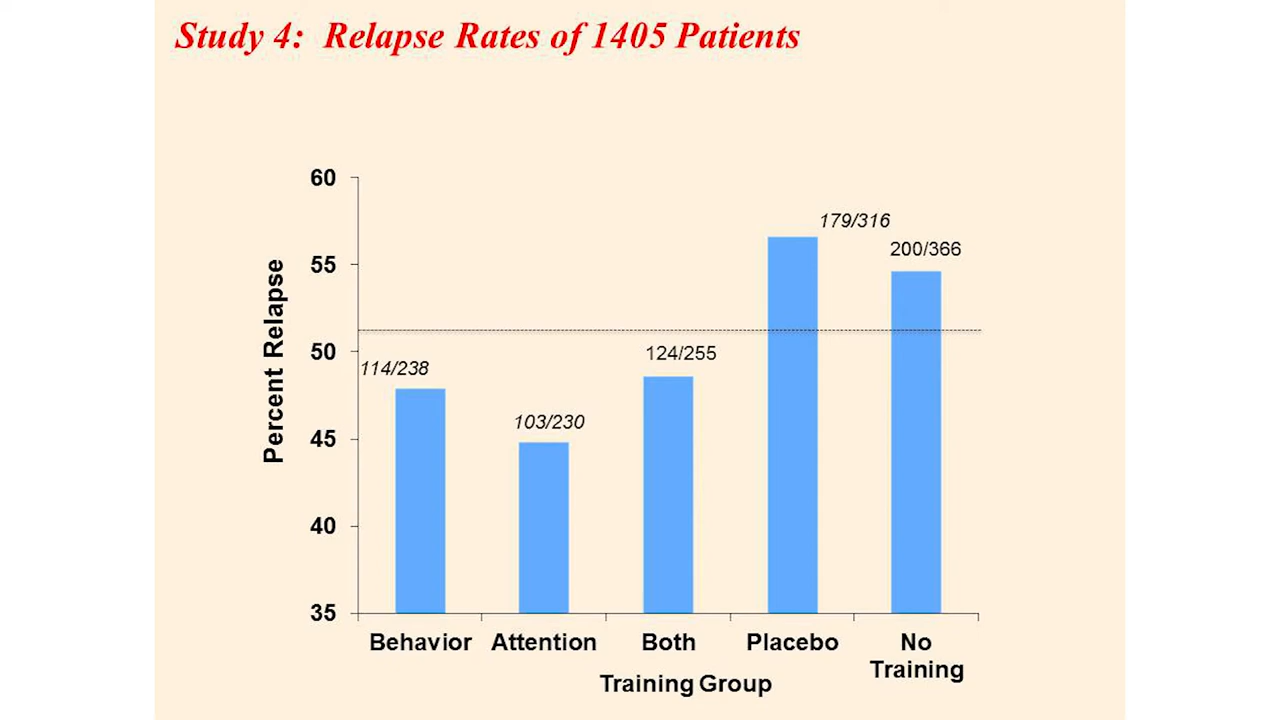 Study 4: Relapse Rates of 1405 Patients
60
55
50
45
40
35
Percent Relapse
114/238
103/230
124/255
179/316
200/366
Behavior
Attention
Both
Placebo
No
Training
Training Group